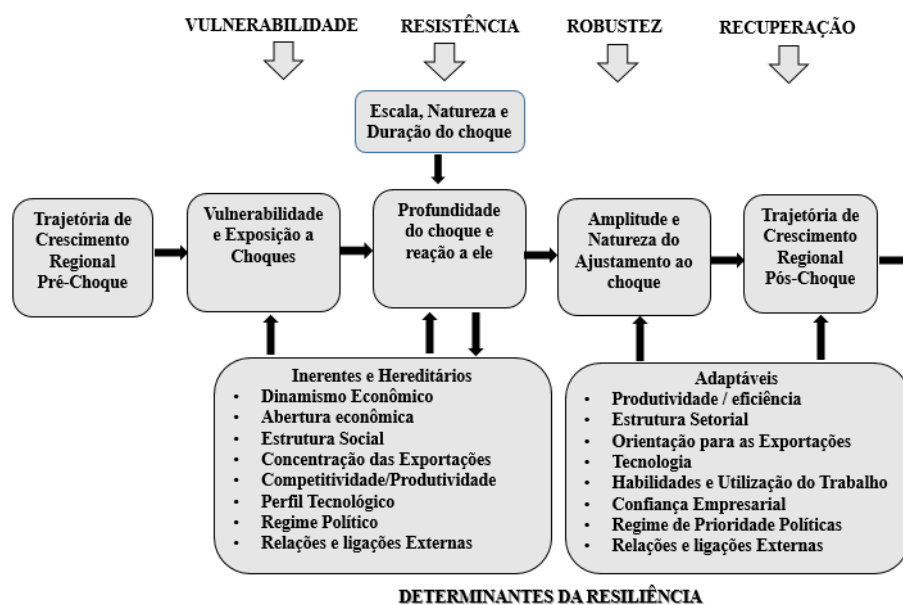 VULNERABILIDADE
RESISTÊNCIA
ROBUSTEZ
RECUPERAÇÃO
Escala, Natureza e
Duração do choque
Trajetória de
Crescimento
Regional
Pré-Choque
Vulnerabilidade
e Exposição a
Choques
Profundidade
do choque e
reação a ele
Amplitude e
Natureza do
Ajustamento ao
choque
Trajetória de
Crescimento
Regional
Pós-Choque
Inerentes e Hereditários
• Dinamismo Econômico
• Abertura econômica
• Estrutura Social
• Concentração das Exportações
• Competitividade/Produtividade
• Perfil Tecnológico
• Regime Político
• Relações e ligações Externas
Adaptáveis
• Produtividade / eficiência
• Estrutura Setorial
• Orientação para as Exportações
• Tecnologia
• Habilidades e Utilização do Trabalho
• Confiança Empresarial
• Regime de Prioridade Políticas
• Relações e ligações Externas
DETERMINANTES DA RESILIÊNCIA